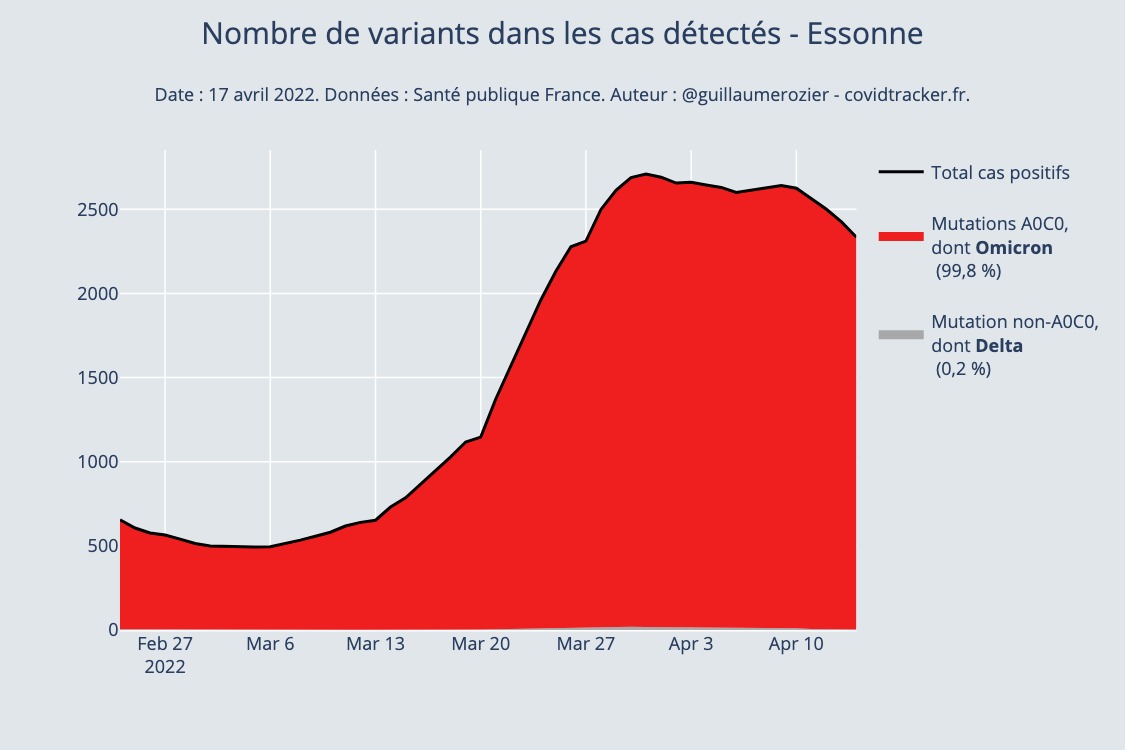 Nombre de variants dans les cas détectés - Essonne
Date : 17 avril 2022. Données : Santé publique France. Auteur : @guillaumerozier - covidtracker.fr.
Total cas positifs
Mutations A0C0,
dont Omicron
(99,8 %)
Mutation non-A0C0,
dont Delta
(0,2 %)
2500
2000
1500
1000
500
0
Feb 27 Mar 6 Mar 13 Mar 20 Mar 27 Apr 3 Apr 10
2022